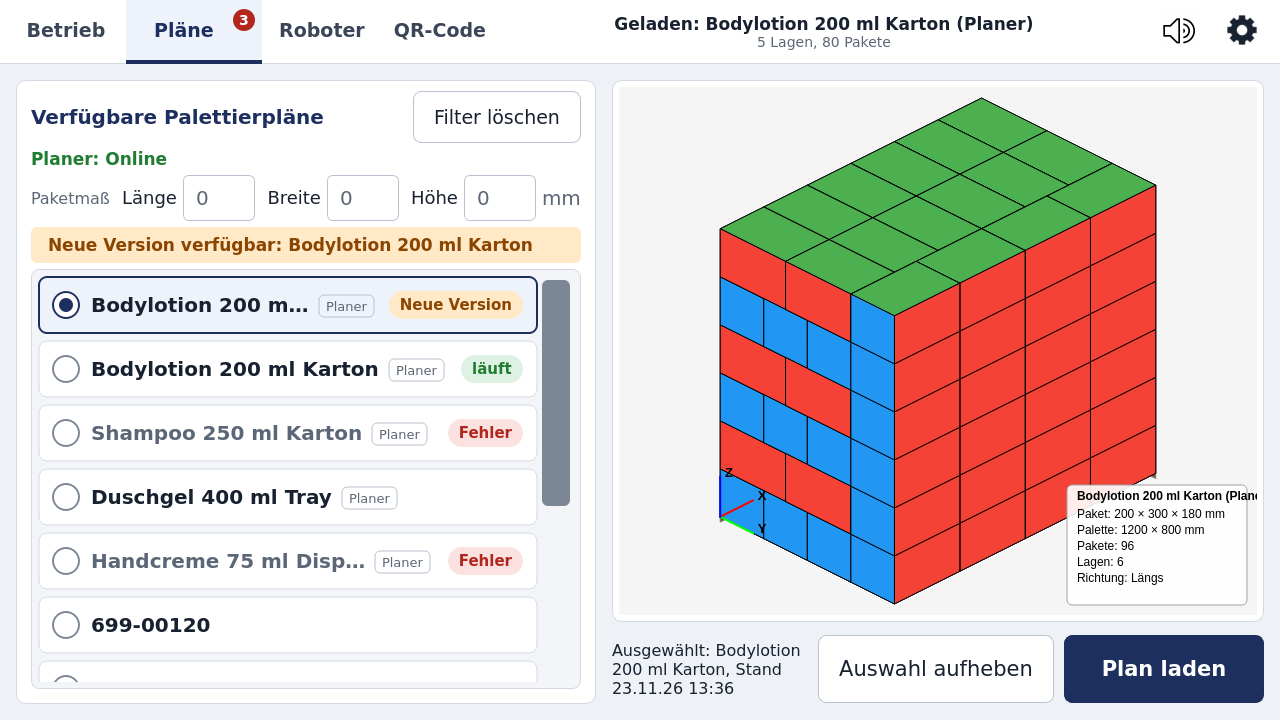 Betrieb
Pläne
3
Roboter
QR-Code
Geladen: Bodylotion 200 ml Karton (Planer)
5 Lagen, 80 Pakete
Verfügbare Palettierpläne
Filter löschen
Planer: Online
Paketmaß Länge 0 Breite 0 Höhe 0 mm
Neue Version verfügbar: Bodylotion 200 ml Karton
Bodylotion 200 m… Planer Neue Version
Bodylotion 200 ml Karton Planer läuft
Shampoo 250 ml Karton Planer Fehler
Duschgel 400 ml Tray Planer
Handcreme 75 ml Disp… Planer Fehler
699-00120
Z
X
Y
Bodylotion 200 ml Karton (Plane
Paket: 200 × 300 × 180 mm
Palette: 1200 × 800 mm
Pakete: 96
Lagen: 6
Richtung: Längs
Ausgewählt: Bodylotion
200 ml Karton, Stand
23.11.26 13:36
Auswahl aufheben
Plan laden